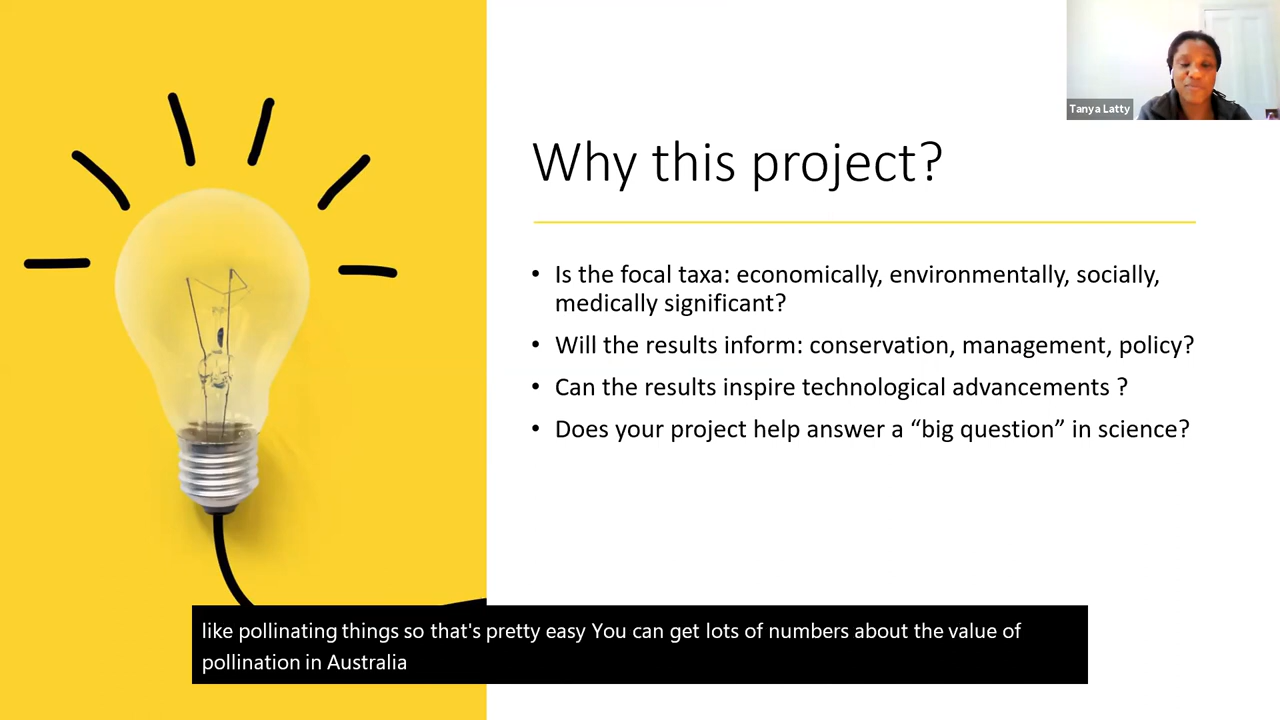 Tanya Latty
Why this project?
• Is the focal taxa: economically, environmentally, socially,
medically significant?
• Will the results inform: conservation, management, policy?
• Can the results inspire technological advancements ?
• Does your project help answer a “big question” in science?
like pollinating things so that's pretty easy You can get lots of numbers about the value of
pollination in Australia